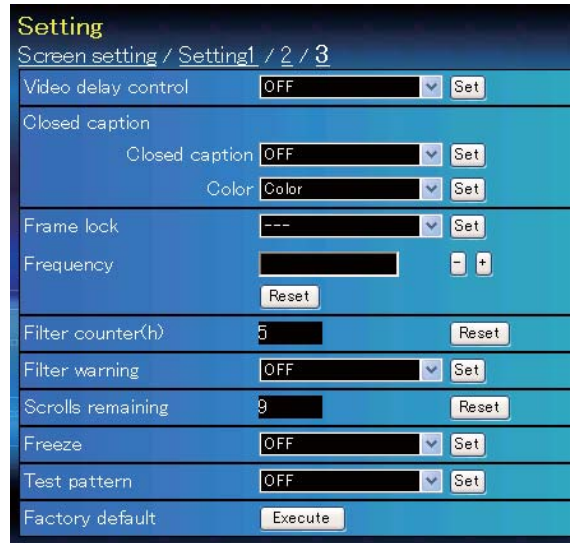 Setting
Screen setting / Setting1 / 2 / 3
Video delay control OFF Set
Closed caption
Closed caption OFF Set
Color Color Set
Frame lock --- Set
Frequency - +
Reset
Filter counter(h) 5 Reset
Filter warning OFF Set
Scrolls remaining 9 Reset
Freeze OFF Set
Test pattern OFF Set
Factory default Execute